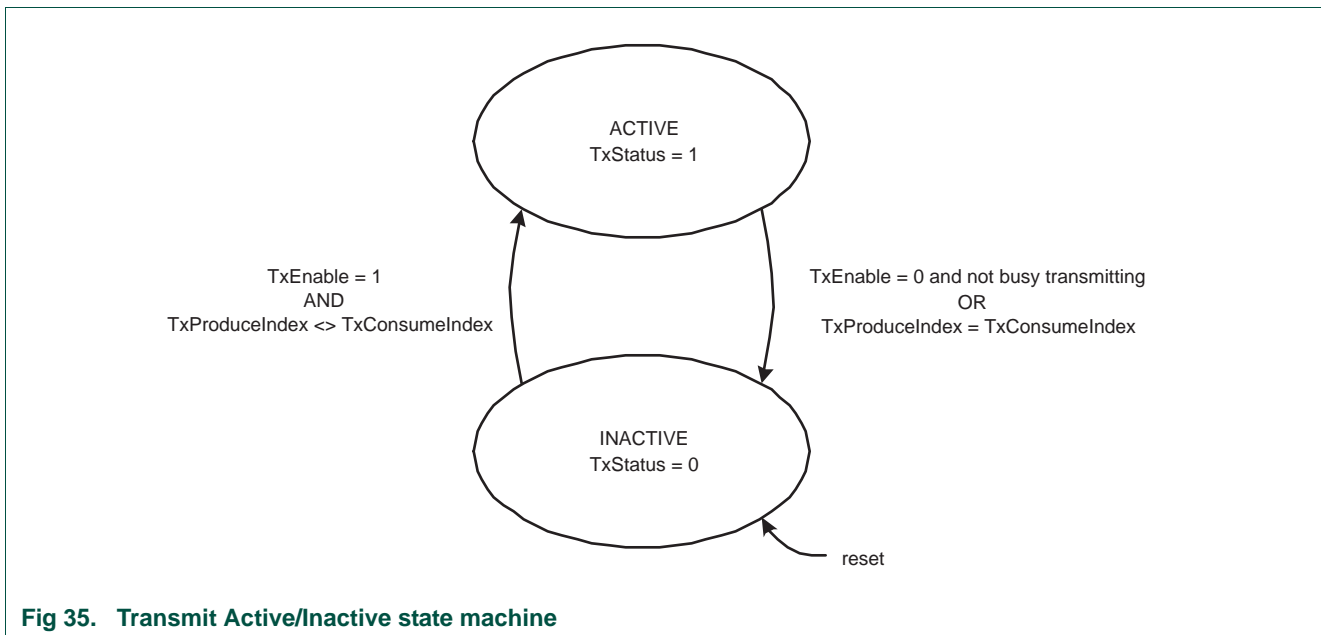 ACTIVE
TxStatus = 1
TxEnable = 1
AND
TxProduceIndex <> TxConsumeIndex
TxEnable = 0 and not busy transmitting
OR
TxProduceIndex = TxConsumeIndex
INACTIVE
TxStatus = 0
reset
Fig 35. Transmit Active/Inactive state machine